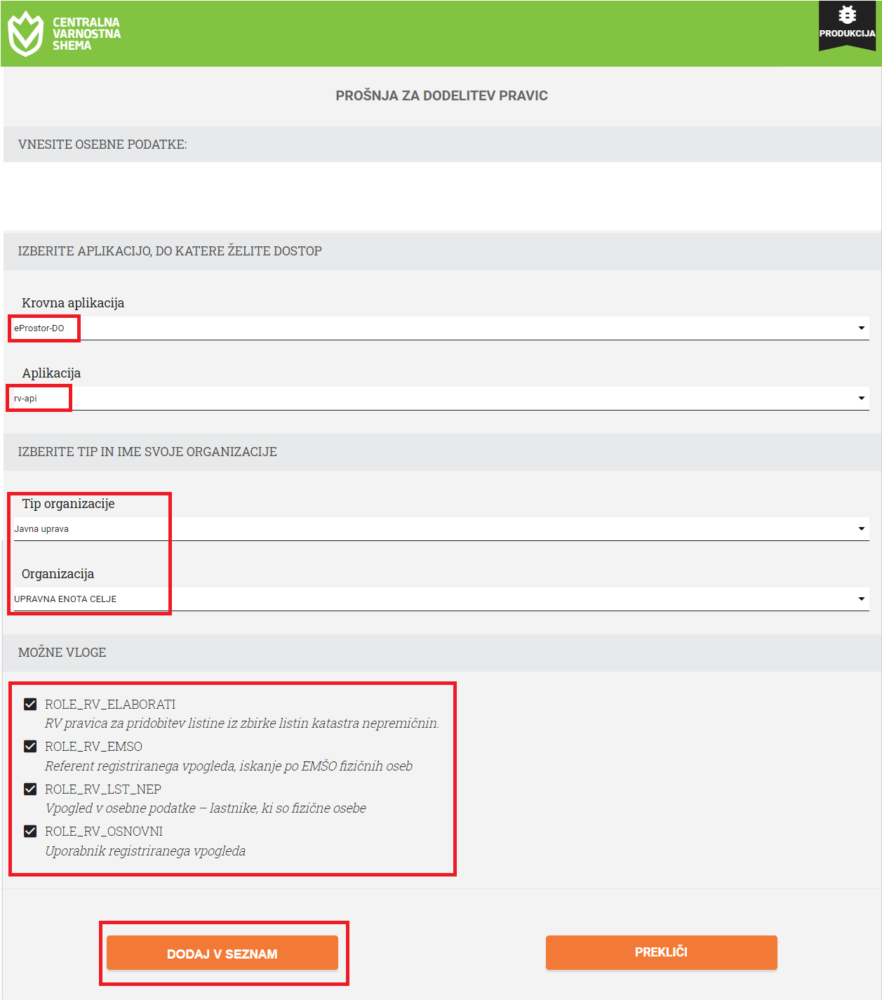 CENTRALNA
VARNOSTNA
SHEMA
PRODUKCIJA
PROŠNJA ZA DODELITEV PRAVIC
VNESITE OSEBNE PODATKE:
IZBERITE APLIKACIJO, DO KATERE ŽELITE DOSTOP
Krovna aplikacija
eProstor-DO
Aplikacija
rv-api
IZBERITE TIP IN IME SVOJE ORGANIZACIJE
Tip organizacije
Javna uprava
Organizacija
UPRAVNA ENOTA CELJE
MOŽNE VLOGE
ROLE_RV_ELABORATI
RV pravica za pridobitev listine iz zbirke listin katastra nepremičnin.
ROLE_RV_EMSO
Referent registriranega vpogleda, iskanje po EMŠO fizičnih oseb
ROLE_RV_LST_NEP
Vpogled v osebne podatke – lastnike, ki so fizične osebe
ROLE_RV_OSNOVNI
Uporabnik registriranega vpogleda
DODAJ V SEZNAM
PREKLIČI